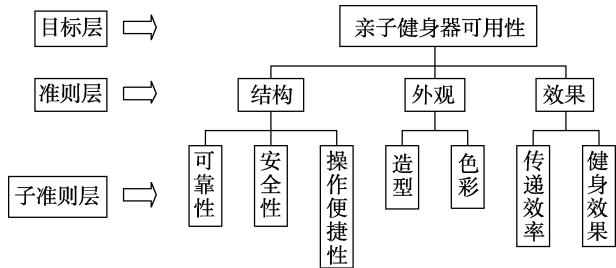 目标层
亲子健身器可用性
准则层
结构
外观
效果
子准则层
可靠性
安全性
操作便捷性
造型
色彩
传递效率
健身效果